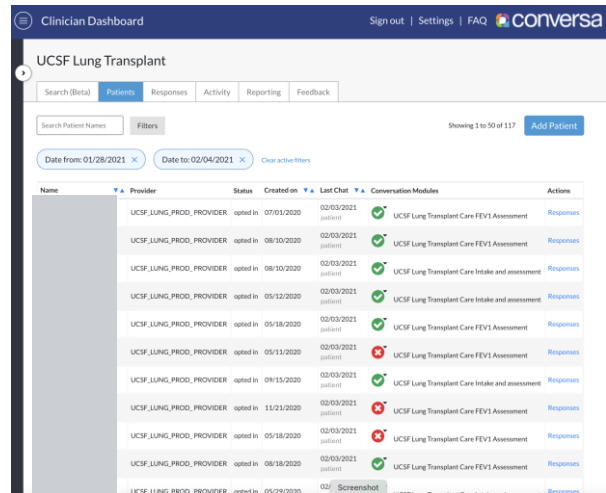 Clinician Dashboard
Sign out | Settings | FAQ
conversa
UCSF Lung Transplant
Search (Beta) Patients Responses Activity Reporting Feedback
Search Patient Names Filters Showing 1 to 50 of 117 Add Patient
Date from: 01/28/2021 × Date to: 02/04/2021 × Clear active filters
Name Provider Status Created on Last Chat Conversation Modules Actions
UCSF_LUNG_PROD_PROVIDER opted in 07/01/2020 02/03/2021 patient UCSF Lung Transplant Care FEV1 Assessment Responses
UCSF_LUNG_PROD_PROVIDER opted in 08/10/2020 02/03/2021 patient UCSF Lung Transplant Care FEV1 Assessment Responses
UCSF_LUNG_PROD_PROVIDER opted in 08/10/2020 02/03/2021 patient UCSF Lung Transplant Care Intake and assessment Responses
UCSF_LUNG_PROD_PROVIDER opted in 05/12/2020 02/03/2021 patient UCSF Lung Transplant Care Intake and assessment Responses
UCSF_LUNG_PROD_PROVIDER opted in 05/18/2020 02/03/2021 patient UCSF Lung Transplant Care FEV1 Assessment Responses
UCSF_LUNG_PROD_PROVIDER opted in 05/11/2020 02/03/2021 patient UCSF Lung Transplant Care FEV1 Assessment Responses
UCSF_LUNG_PROD_PROVIDER opted in 09/15/2020 02/03/2021 patient UCSF Lung Transplant Care Intake and assessment Responses
UCSF_LUNG_PROD_PROVIDER opted in 11/21/2020 02/03/2021 patient UCSF Lung Transplant Care FEV1 Assessment Responses
UCSF_LUNG_PROD_PROVIDER opted in 05/18/2020 02/03/2021 patient UCSF Lung Transplant Care FEV1 Assessment Responses
UCSF_LUNG_PROD_PROVIDER opted in 08/18/2020 02/03/2021 patient UCSF Lung Transplant Care FEV1 Assessment Responses
UCSF_LUNG_PROD_PROVIDER opted in 05/29/2020 Screenshot Responses